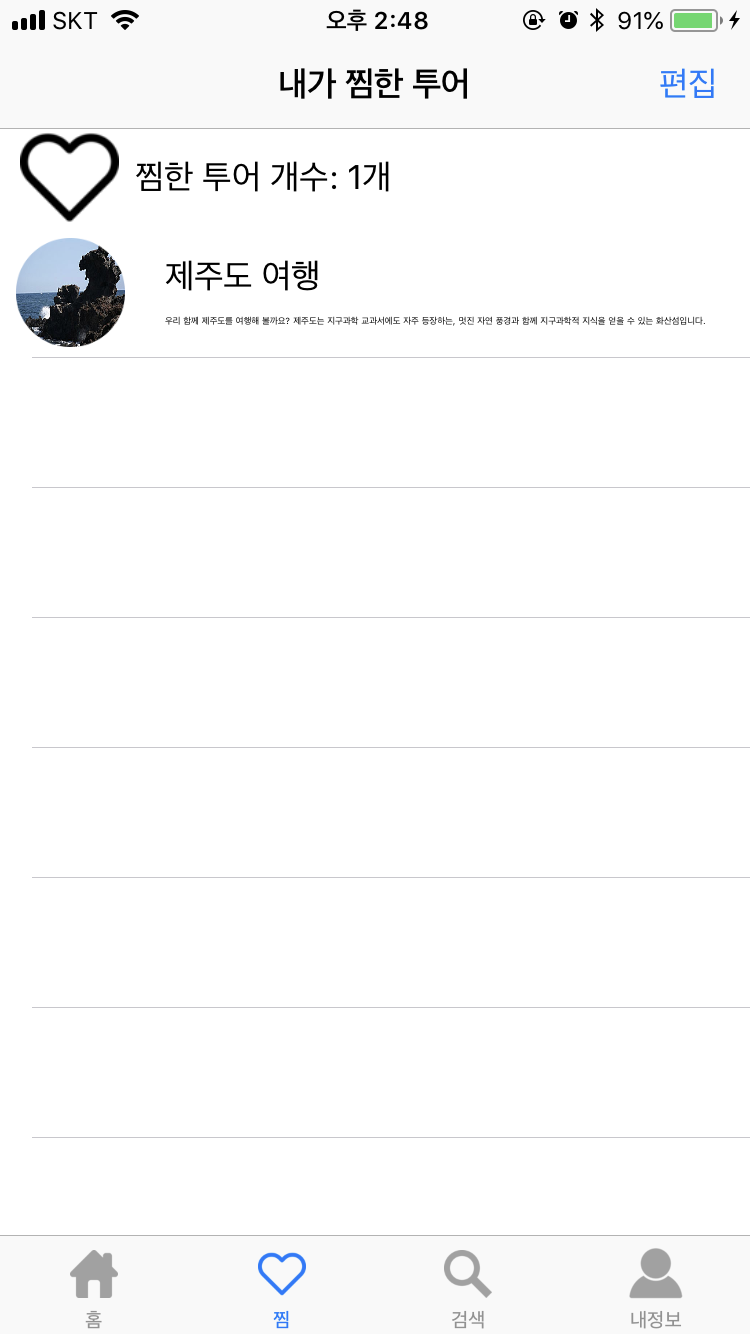 SKT 오후 2:48 91%
내가 찜한 투어 편집
찜한 투어 개수: 1개
제주도 여행
우리 함께 제주도를 여행해 볼까요? 제주도는 지구과학 교과서에도 자주 등장하는, 멋진 자연 풍경과 함께 지구과학적 지식을 얻을 수 있는 화산섬입니다.
홈 찜 검색 내정보